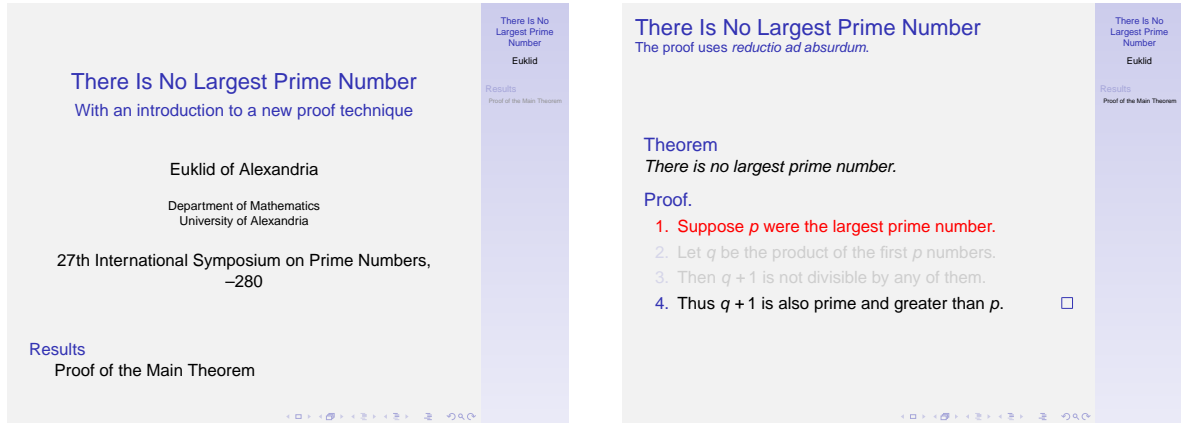 There Is No Largest Prime Number
With an introduction to a new proof technique
Euklid of Alexandria
Department of Mathematics
University of Alexandria
27th International Symposium on Prime Numbers,
–280
Results
Proof of the Main Theorem
There Is No
Largest Prime
Number
Euklid
Results
Proof of the Main Theorem
There Is No Largest Prime Number
The proof uses reductio ad absurdum.
Theorem
There is no largest prime number.
Proof.
1. Suppose p were the largest prime number.
2. Let q be the product of the first p numbers.
3. Then q + 1 is not divisible by any of them.
4. Thus q + 1 is also prime and greater than p. □
There Is No
Largest Prime
Number
Euklid
Results
Proof of the Main Theorem